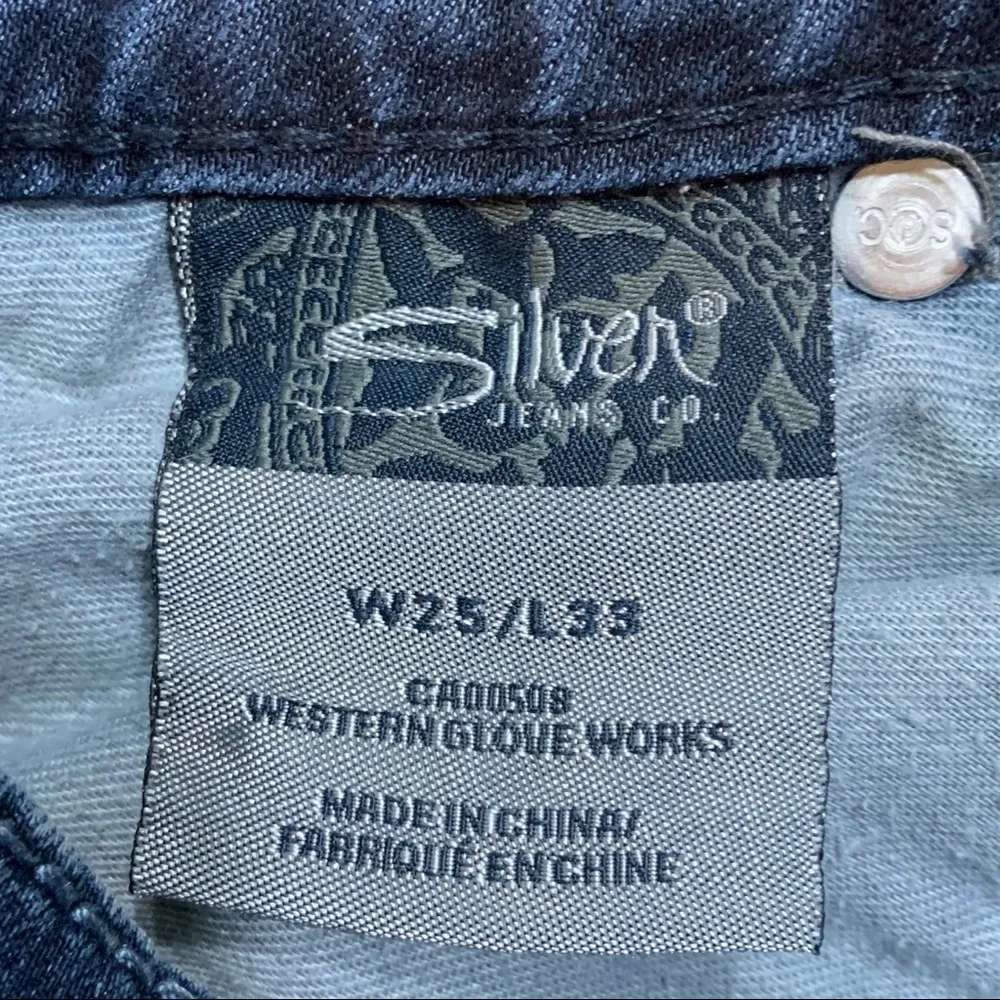 Silver®
JEANS CO.
W25/L33
CA00508
WESTERN GLOVE WORKS
MADE IN CHINA/
FABRIQUÉ EN CHINE